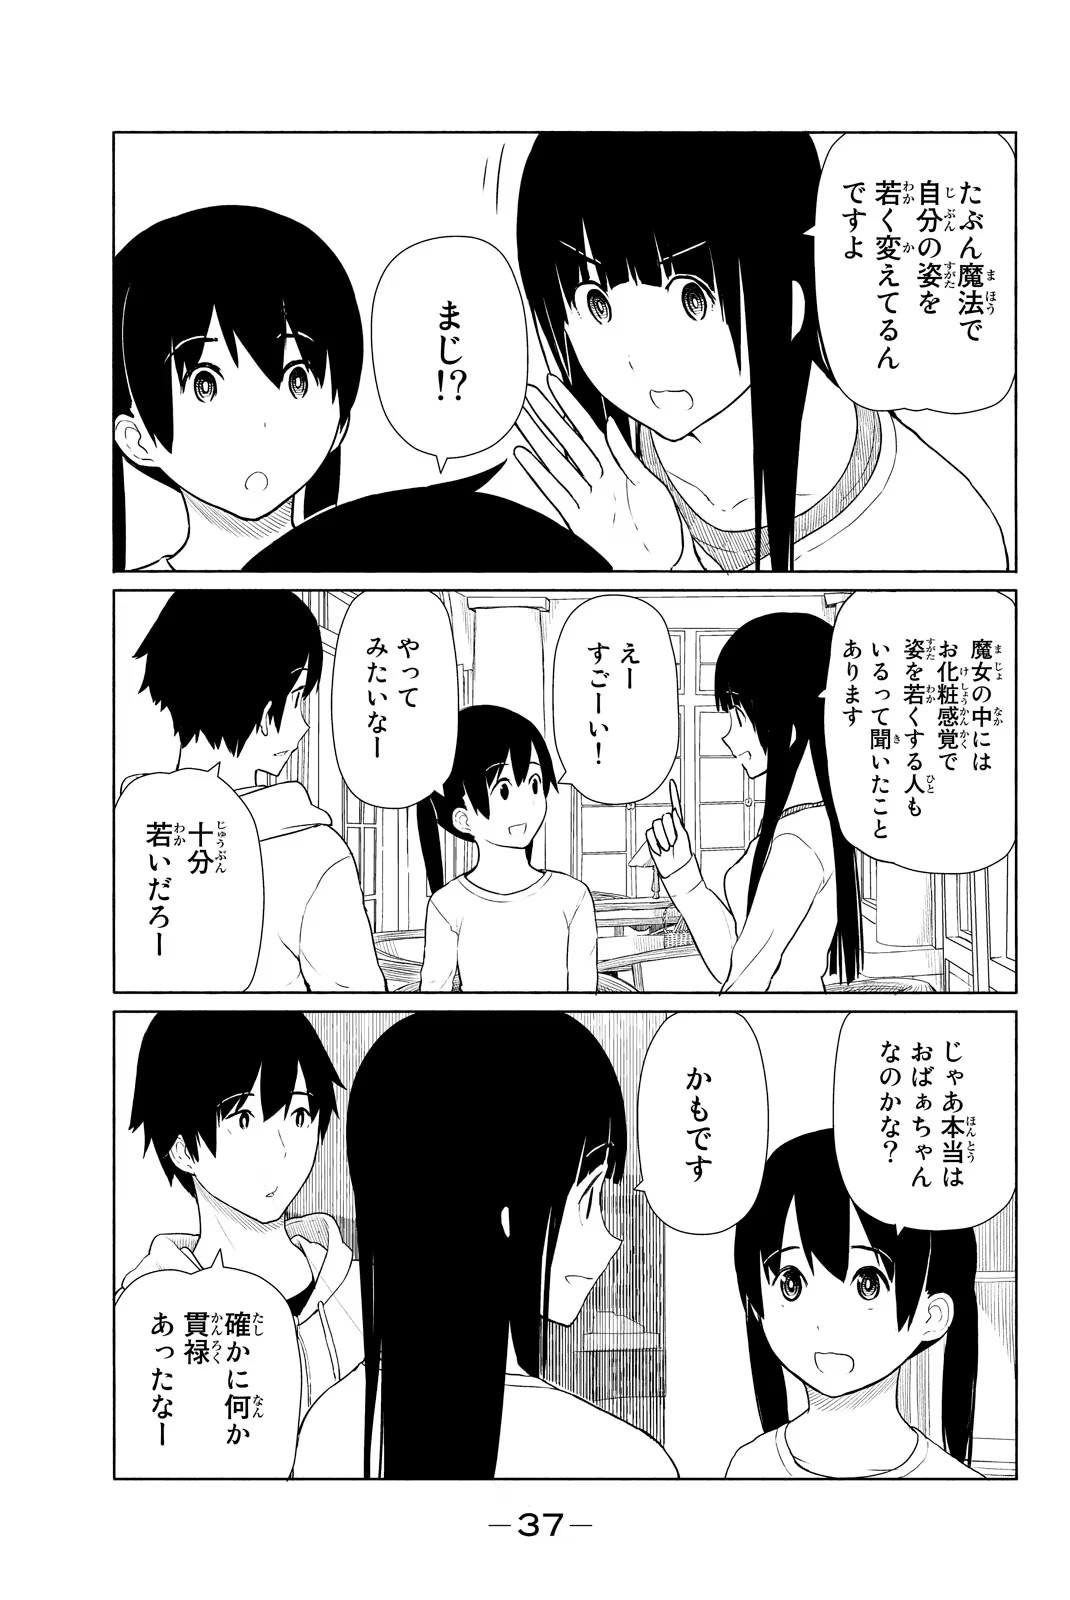 たぶん魔法で
自分の姿を
若く変えてるん
ですよ
まじ!?
魔女の中には
お化粧感覚で
姿を若くする人も
いるって聞いたこと
あります
えー
すごーい!
やって
みたいなー
十分
若いだろー
じゃあ本当は
おばぁちゃん
なのかな?
かもです
確かに何か
貫禄
あったなー
—37—